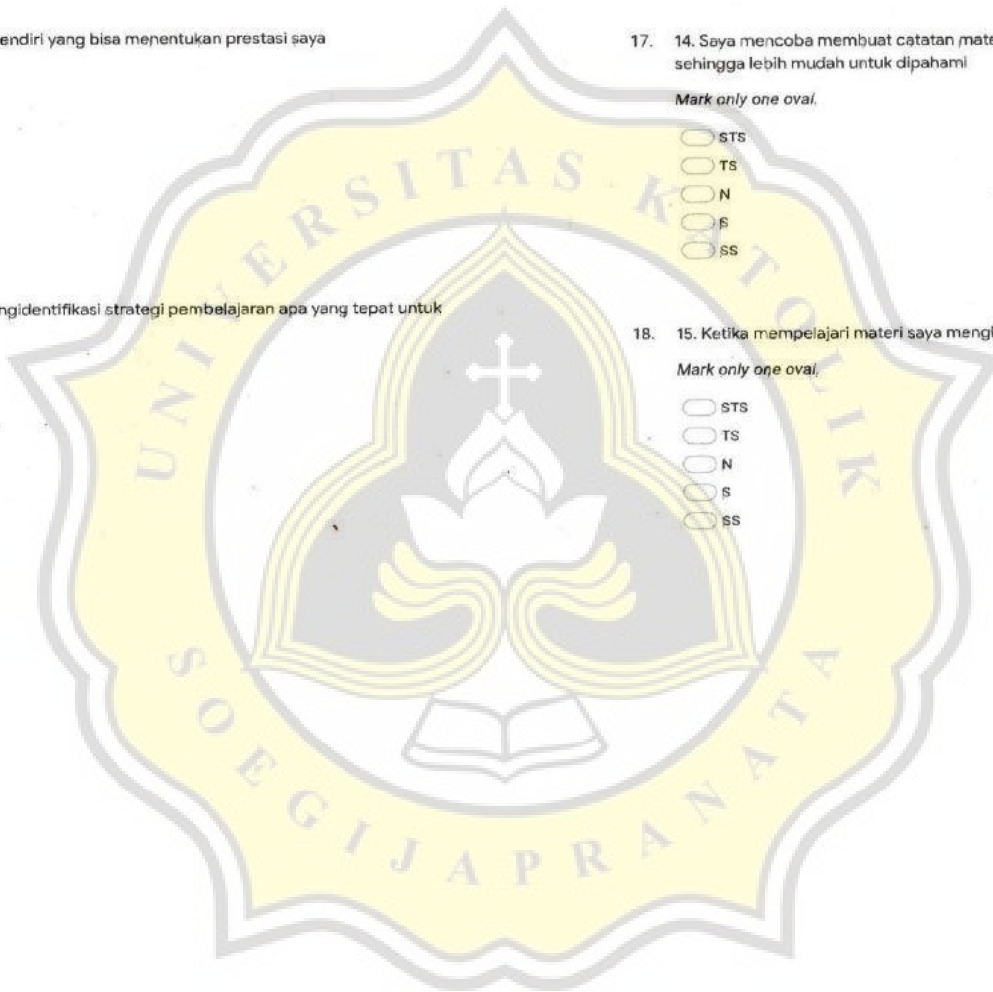 endiri yang bisa menentukan prestasi saya
ngidentifikasi strategi pembelajaran apa yang tepat untuk
17. 14. Saya mencoba membuat catatan mate
sehingga lebih mudah untuk dipahami
Mark only one oval.
STS
TS
N
S
SS
18. 15. Ketika mempelajari materi saya mengh
Mark only one oval.
STS
TS
N
S
SS
UNIVERSITAS KATOLIK
SOEGIJAPRANATA